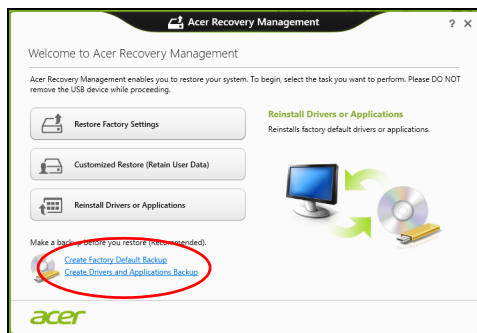 Acer Recovery Management
? ×
Welcome to Acer Recovery Management
Acer Recovery Management enables you to restore your system. To begin, select the task you want to perform. Please DO NOT
remove the USB device while proceeding.
Restore Factory Settings
Customized Restore (Retain User Data)
Reinstall Drivers or Applications
Reinstall Drivers or Applications
Reinstalls factory default drivers or applications.
Make a backup before you restore (Recommended).
Create Factory Default Backup
Create Drivers and Applications Backup
acer